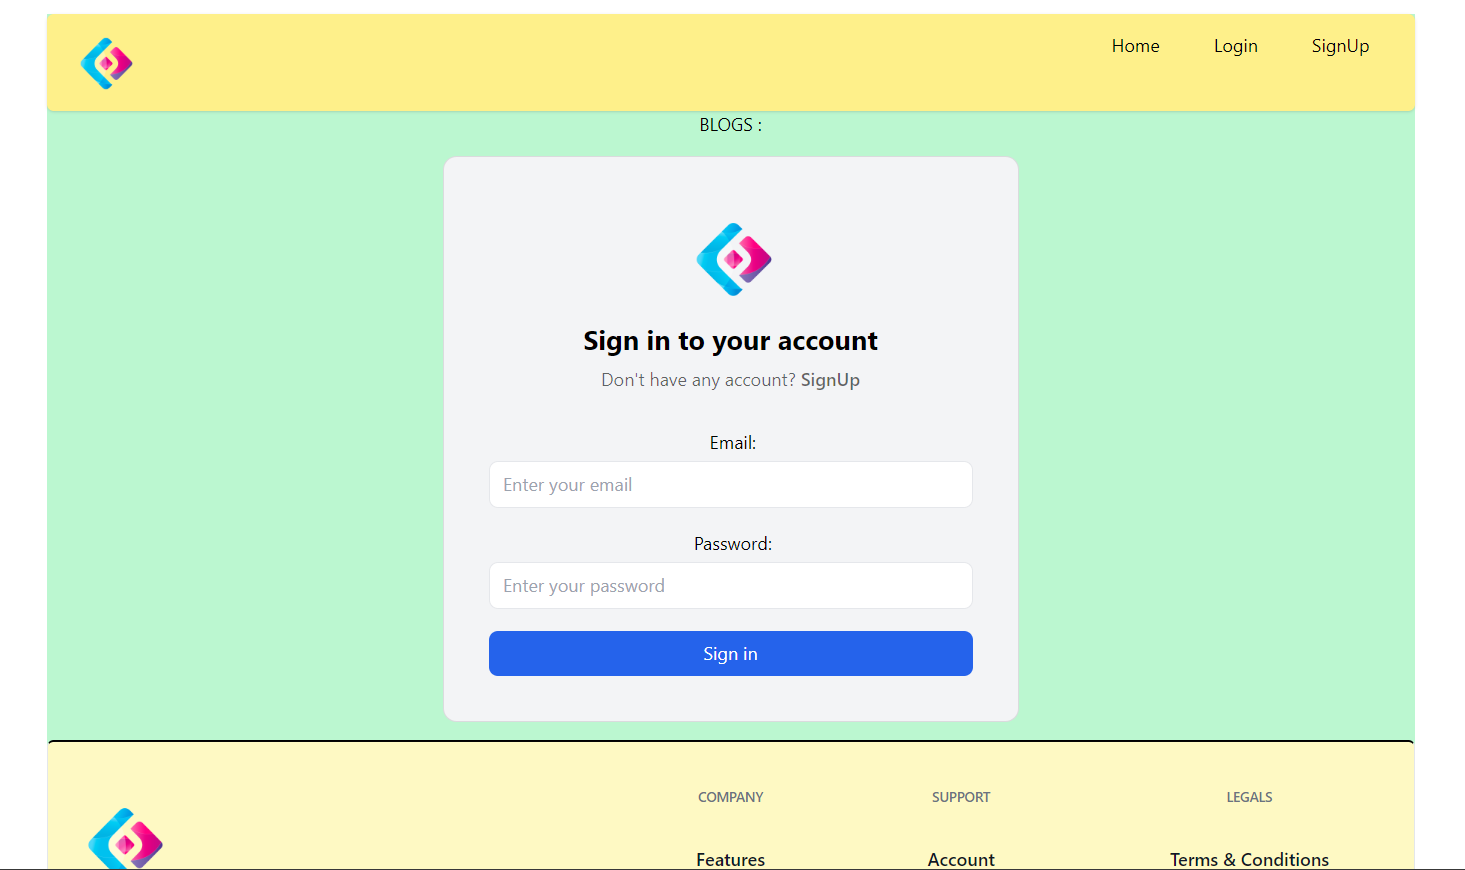 Home Login SignUp
BLOGS :
Sign in to your account
Don't have any account? SignUp
Email:
Enter your email
Password:
Enter your password
Sign in
COMPANY SUPPORT LEGALS
Features Account Terms & Conditions